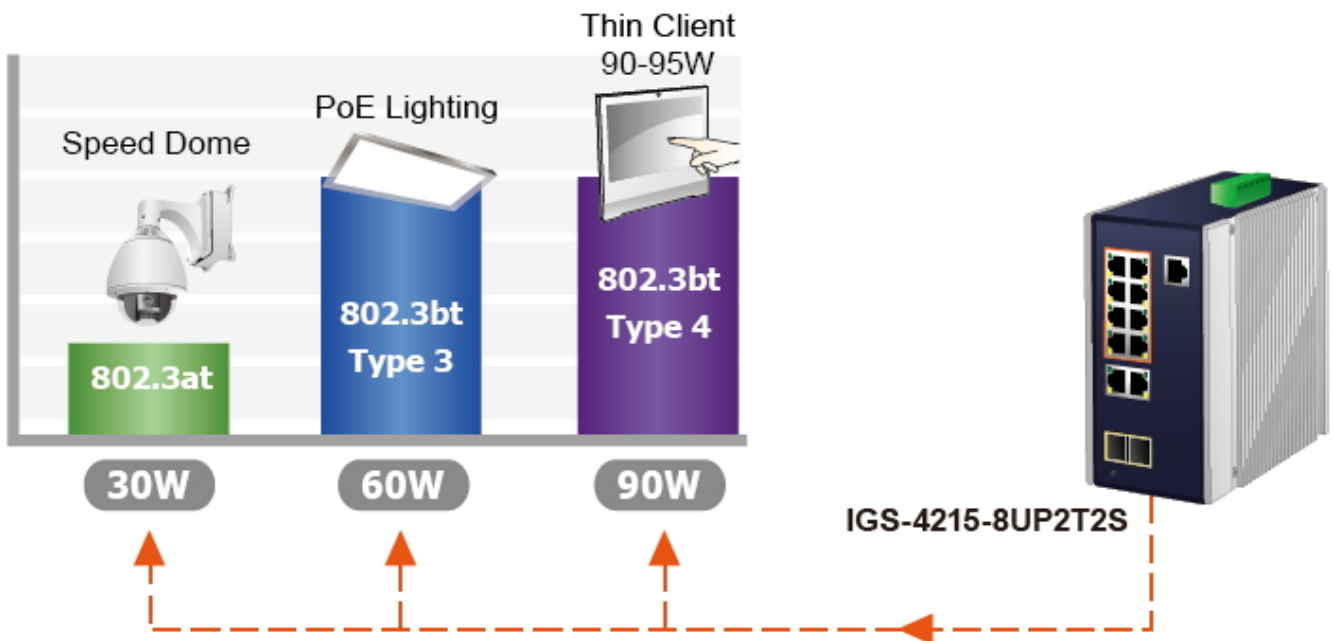 Thin Client
90-95W
PoE Lighting
Speed Dome
802.3at
802.3bt
Type 3
802.3bt
Type 4
30W
60W
90W
IGS-4215-8UP2T2S